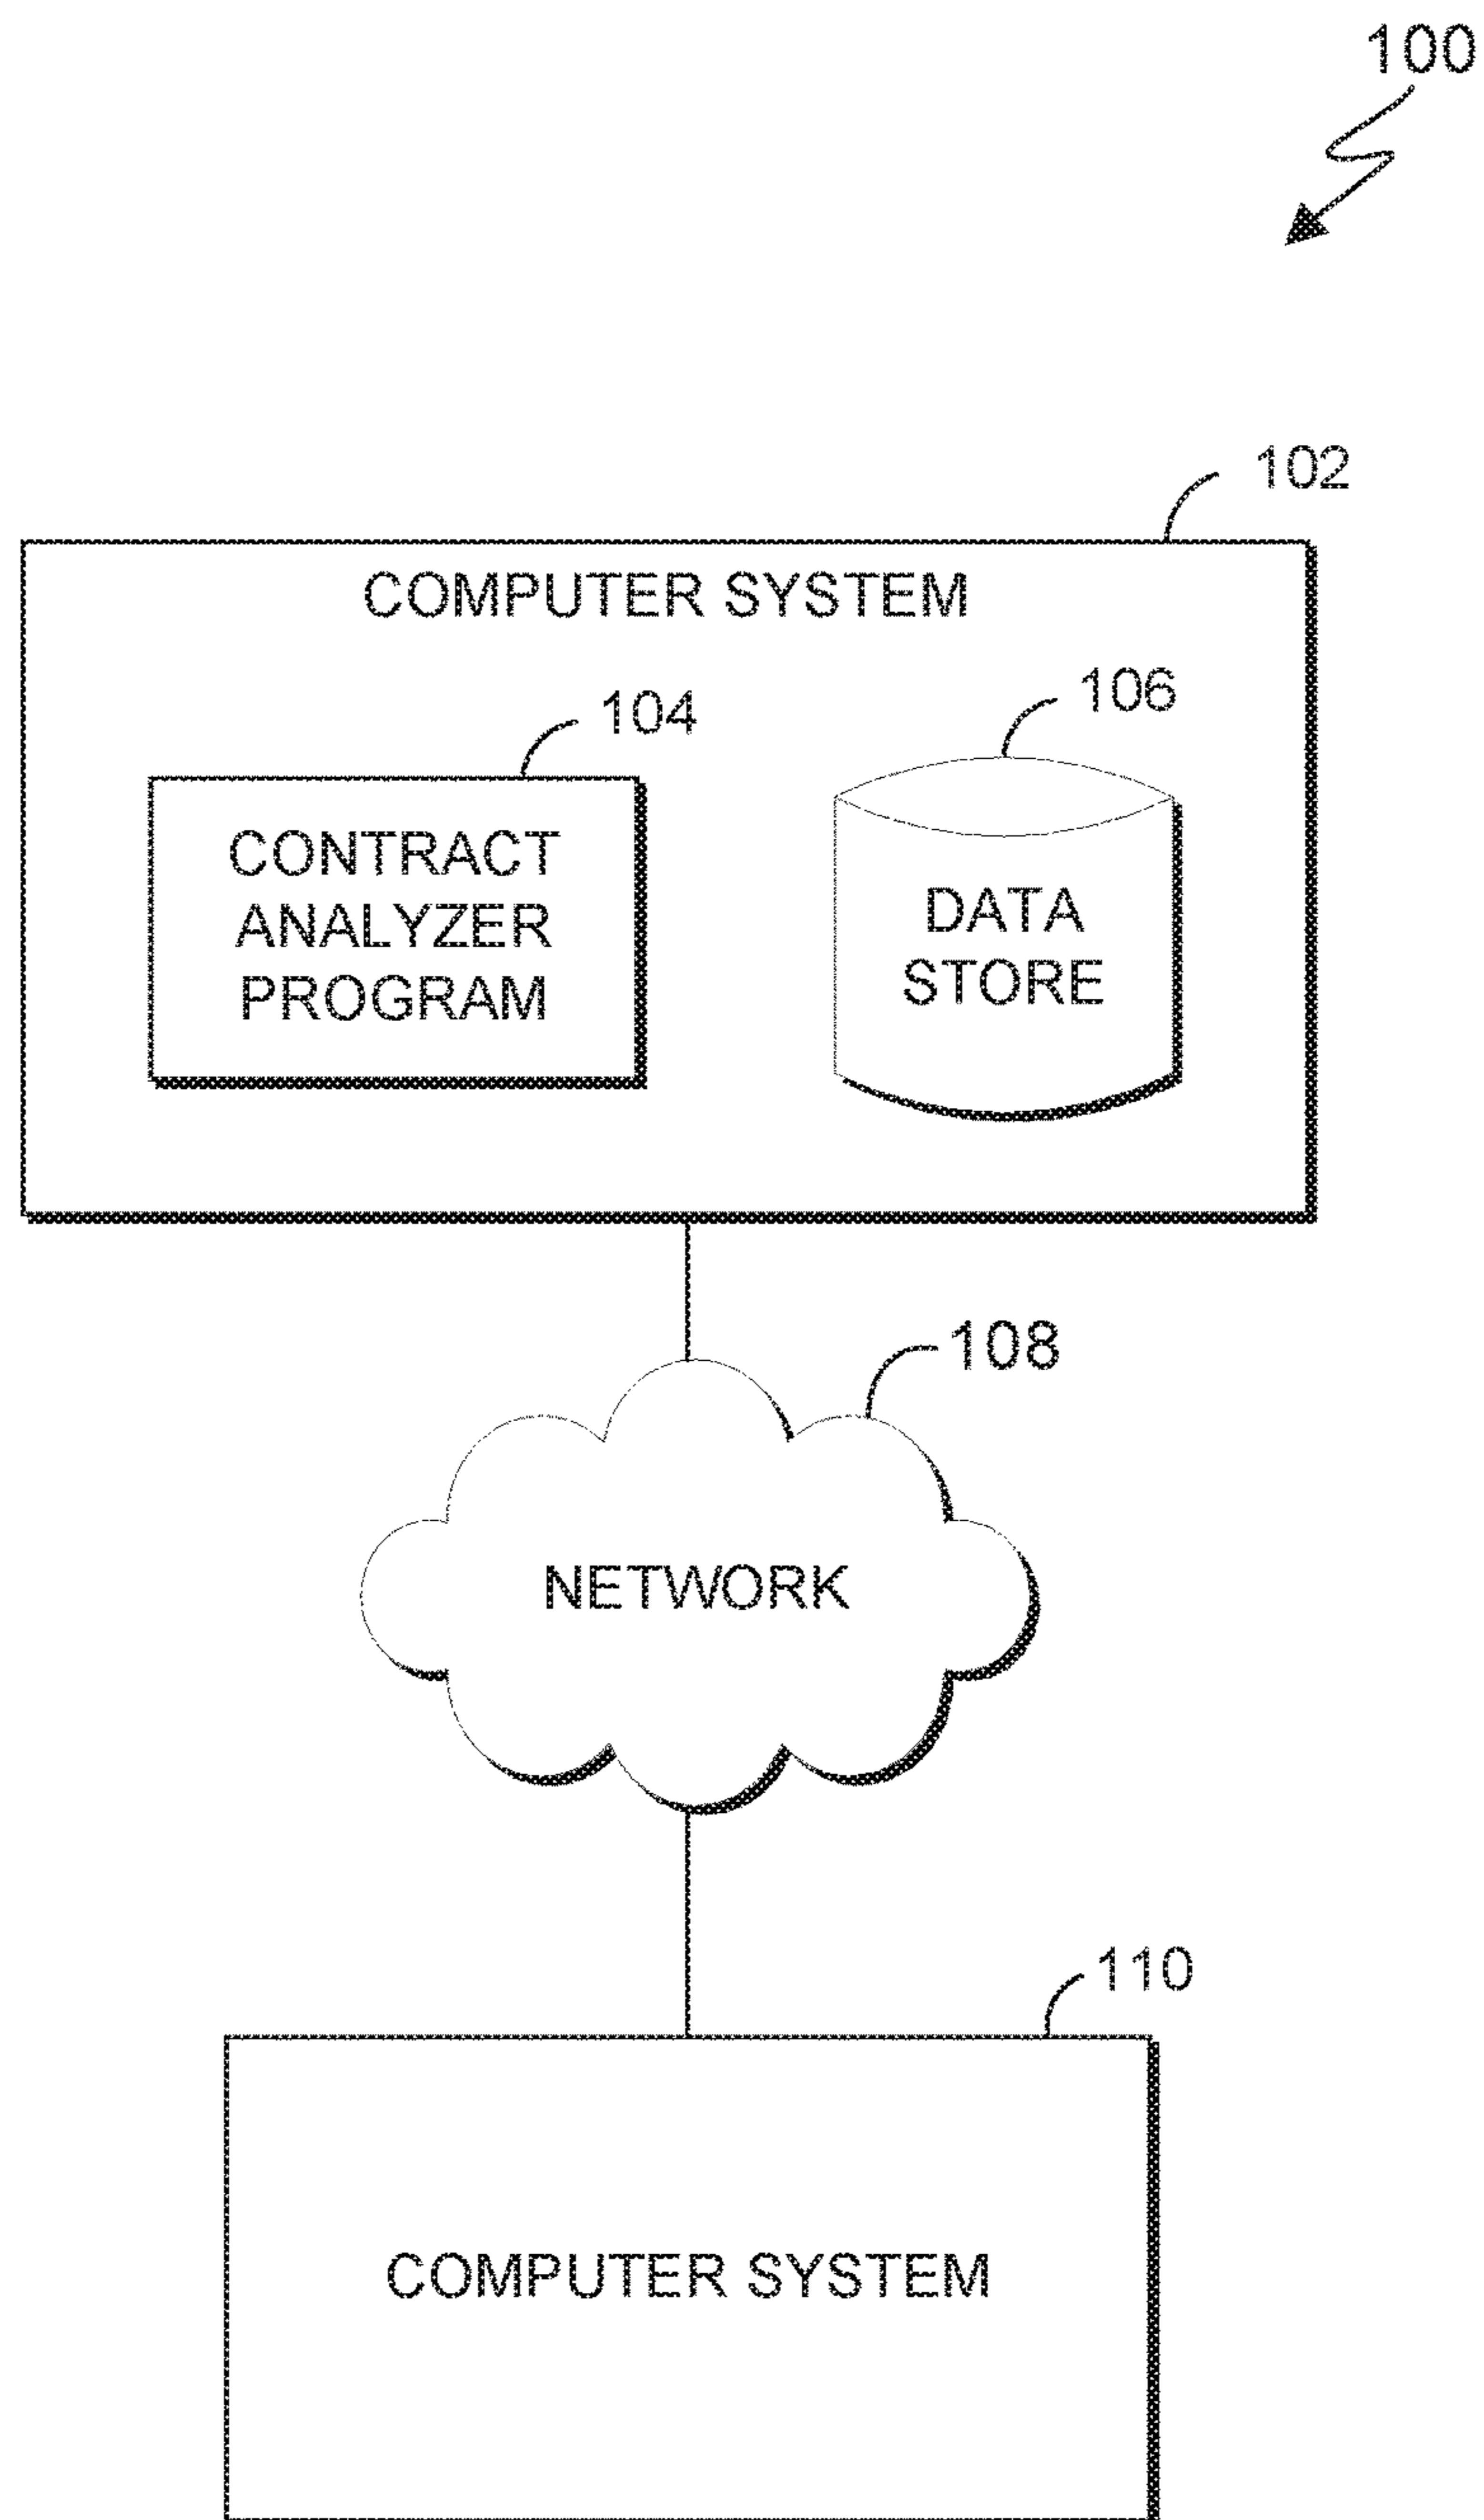 100
102
COMPUTER SYSTEM
104
106
CONTRACT
ANALYZER
PROGRAM
DATA
STORE
108
NETWORK
110
COMPUTER SYSTEM